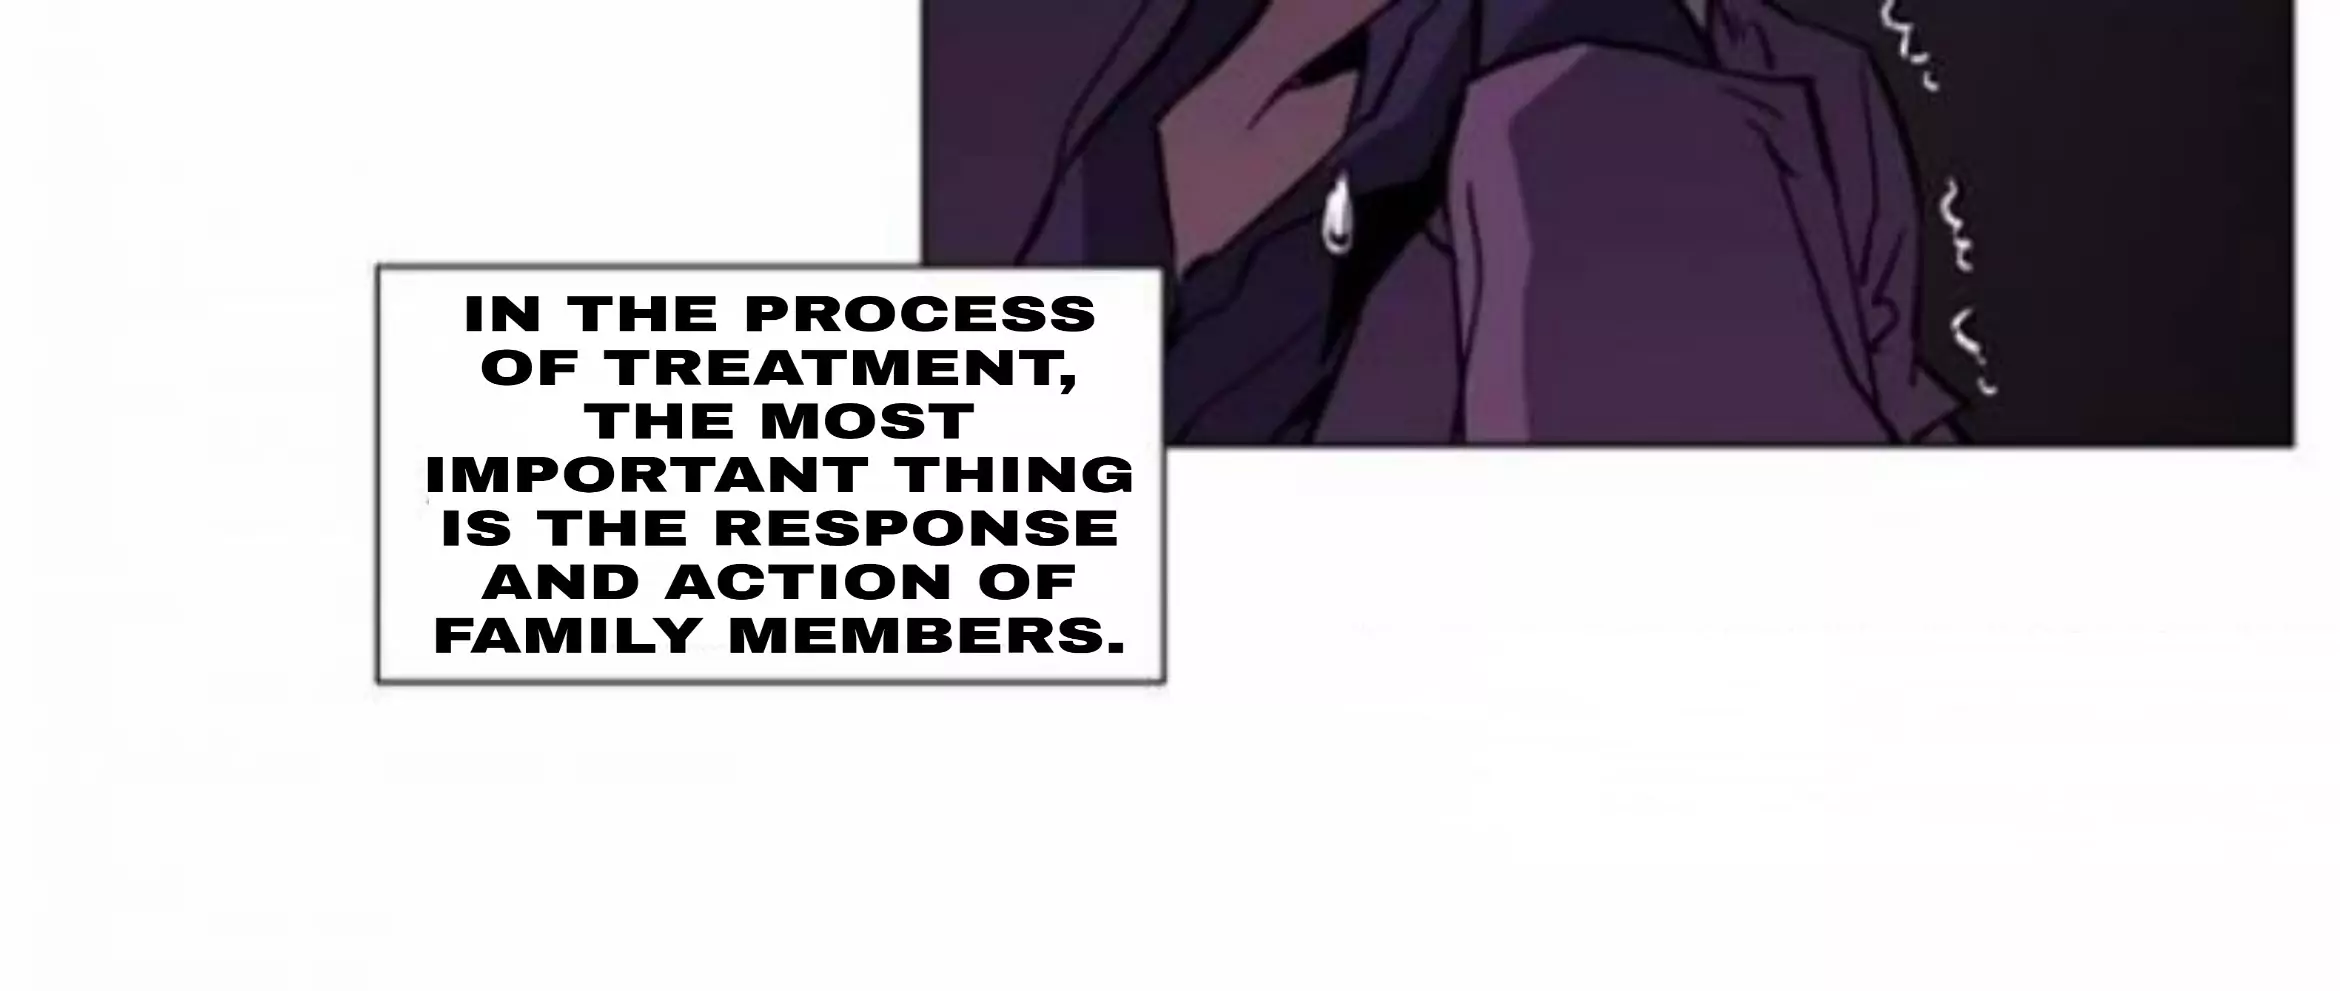 IN THE PROCESS
OF TREATMENT,
THE MOST
IMPORTANT THING
IS THE RESPONSE
AND ACTION OF
FAMILY MEMBERS.